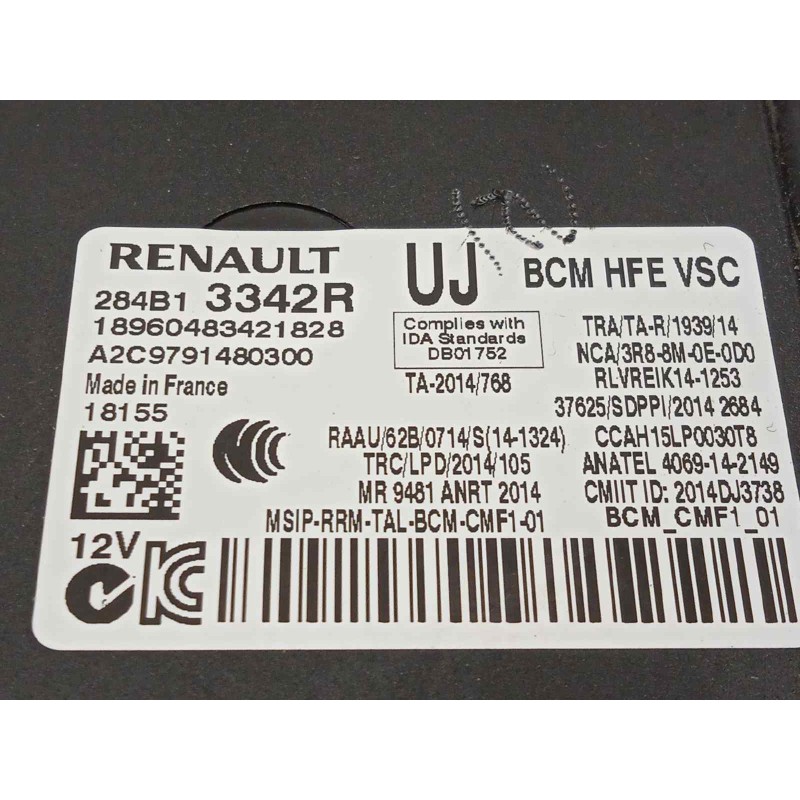 RENAULT UJ BCM HFE VSC
284B1 3342R
18960483421828
A2C9791480300
Made in France
18155
Complies with
IDA Standards
DB01752
TA-2014/768
TRA/TA-R/1939/14
NCA/3R8-8M-0E-0D0
RLVREIK14-1253
37625/SDPPI/2014 2684
RAAU/62B/0714/S(14-1324) CCAH15LP0030T8
TRC/LPD/2014/105 ANATEL 4069-14-2149
MR 9481 ANRT 2014 CMIIT ID: 2014DJ3738
MSIP-RRM-TAL-BCM-CMF1-01 BCM_CMF1_01
12V